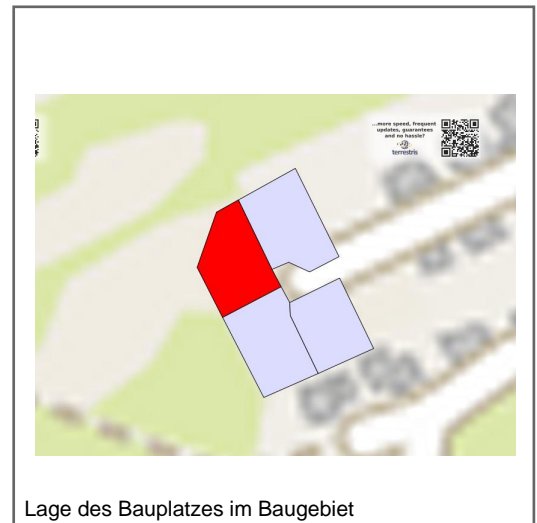 ...more speed, frequent
updates, guarantees
and no hassle?
terrestris
Lage des Bauplatzes im Baugebiet